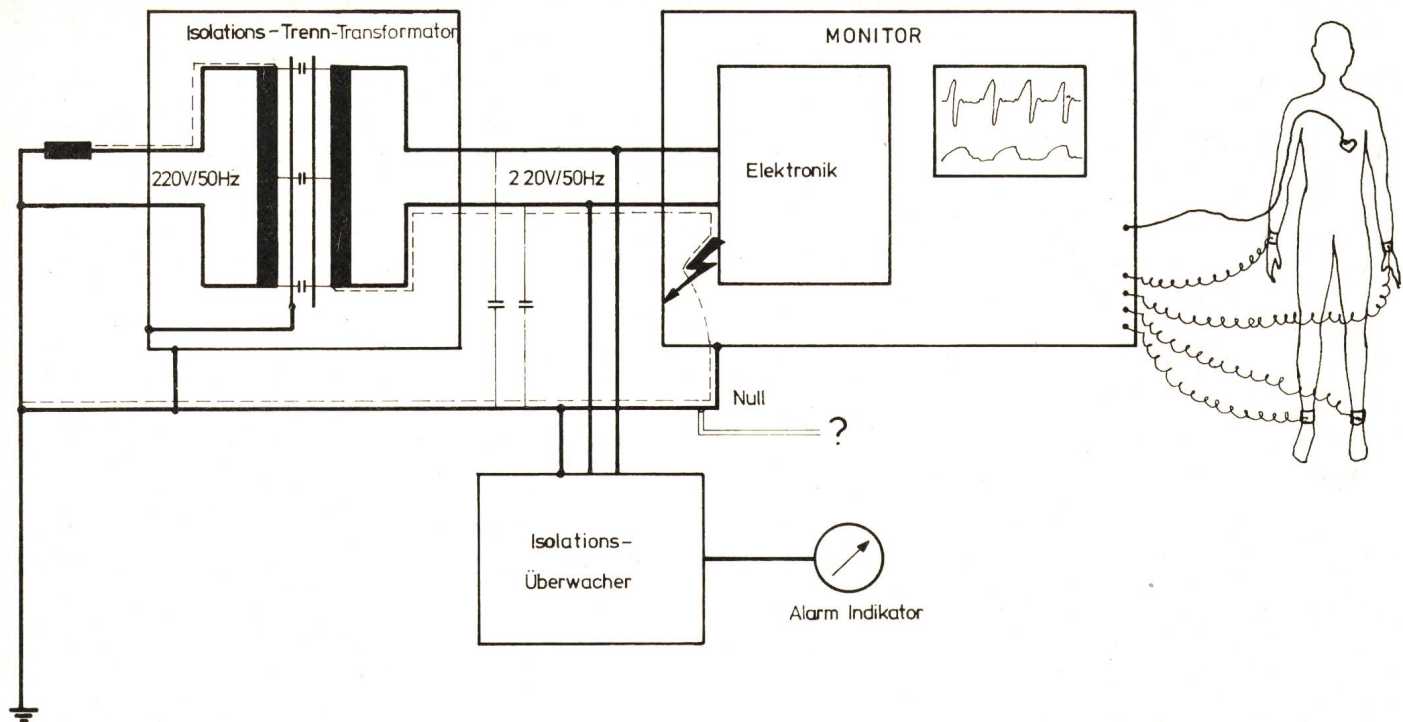 Isolations-Trenn-Transformator
MONITOR
220V/50Hz
220V/50Hz
Elektronik
Null
?
Isolations-
Überwacher
Alarm Indikator